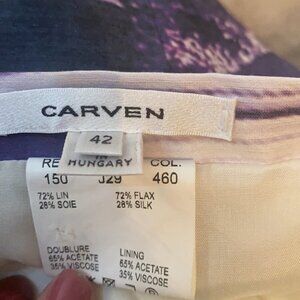 CARVEN
42
IN
HUNGARY
RE COL.
150 J29 460
72% LIN 72% FLAX
28% SOIE 28% SILK
DOUBLURE LINING
65% ACETATE 65% ACETATE
35% VISCOSE 35% VISCOSE